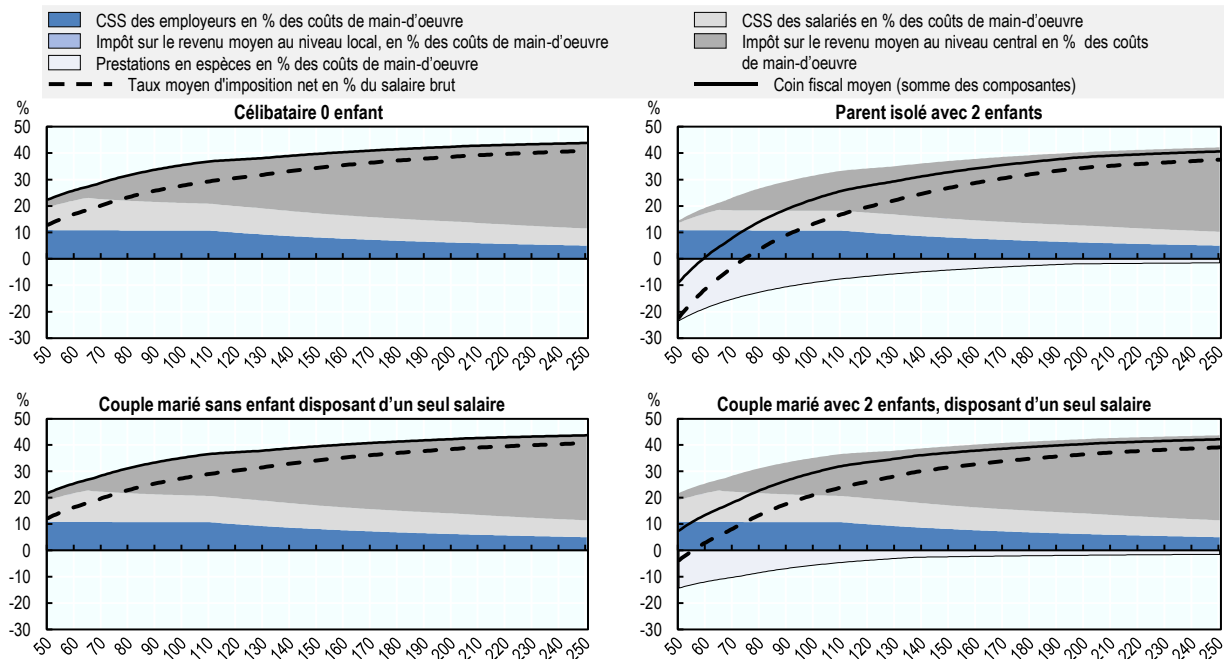 CSS des employeurs en % des coûts de main-d'oeuvre
CSS des salariés en % des coûts de main-d'oeuvre
Impôt sur le revenu moyen au niveau local, en % des coûts de main-d'oeuvre
Impôt sur le revenu moyen au niveau central en % des coûts
de main-d'oeuvre
Prestations en espèces en % des coûts de main-d'oeuvre
Taux moyen d'imposition net en % du salaire brut
Coin fiscal moyen (somme des composantes)
%
Célibataire 0 enfant
50
40
30
20
10
0
-10
-20
-30
50 60 70 80 90 100 110 120 130 140 150 160 170 180 190 200 210 220 230 240 250
%
Parent isolé avec 2 enfants
50
40
30
20
10
0
-10
-20
-30
50 60 70 80 90 100 110 120 130 140 150 160 170 180 190 200 210 220 230 240 250
%
Couple marié sans enfant disposant d’un seul salaire
50
40
30
20
10
0
-10
-20
-30
50 60 70 80 90 100 110 120 130 140 150 160 170 180 190 200 210 220 230 240 250
%
Couple marié avec 2 enfants, disposant d’un seul salaire
50
40
30
20
10
0
-10
-20
-30
50 60 70 80 90 100 110 120 130 140 150 160 170 180 190 200 210 220 230 240 250